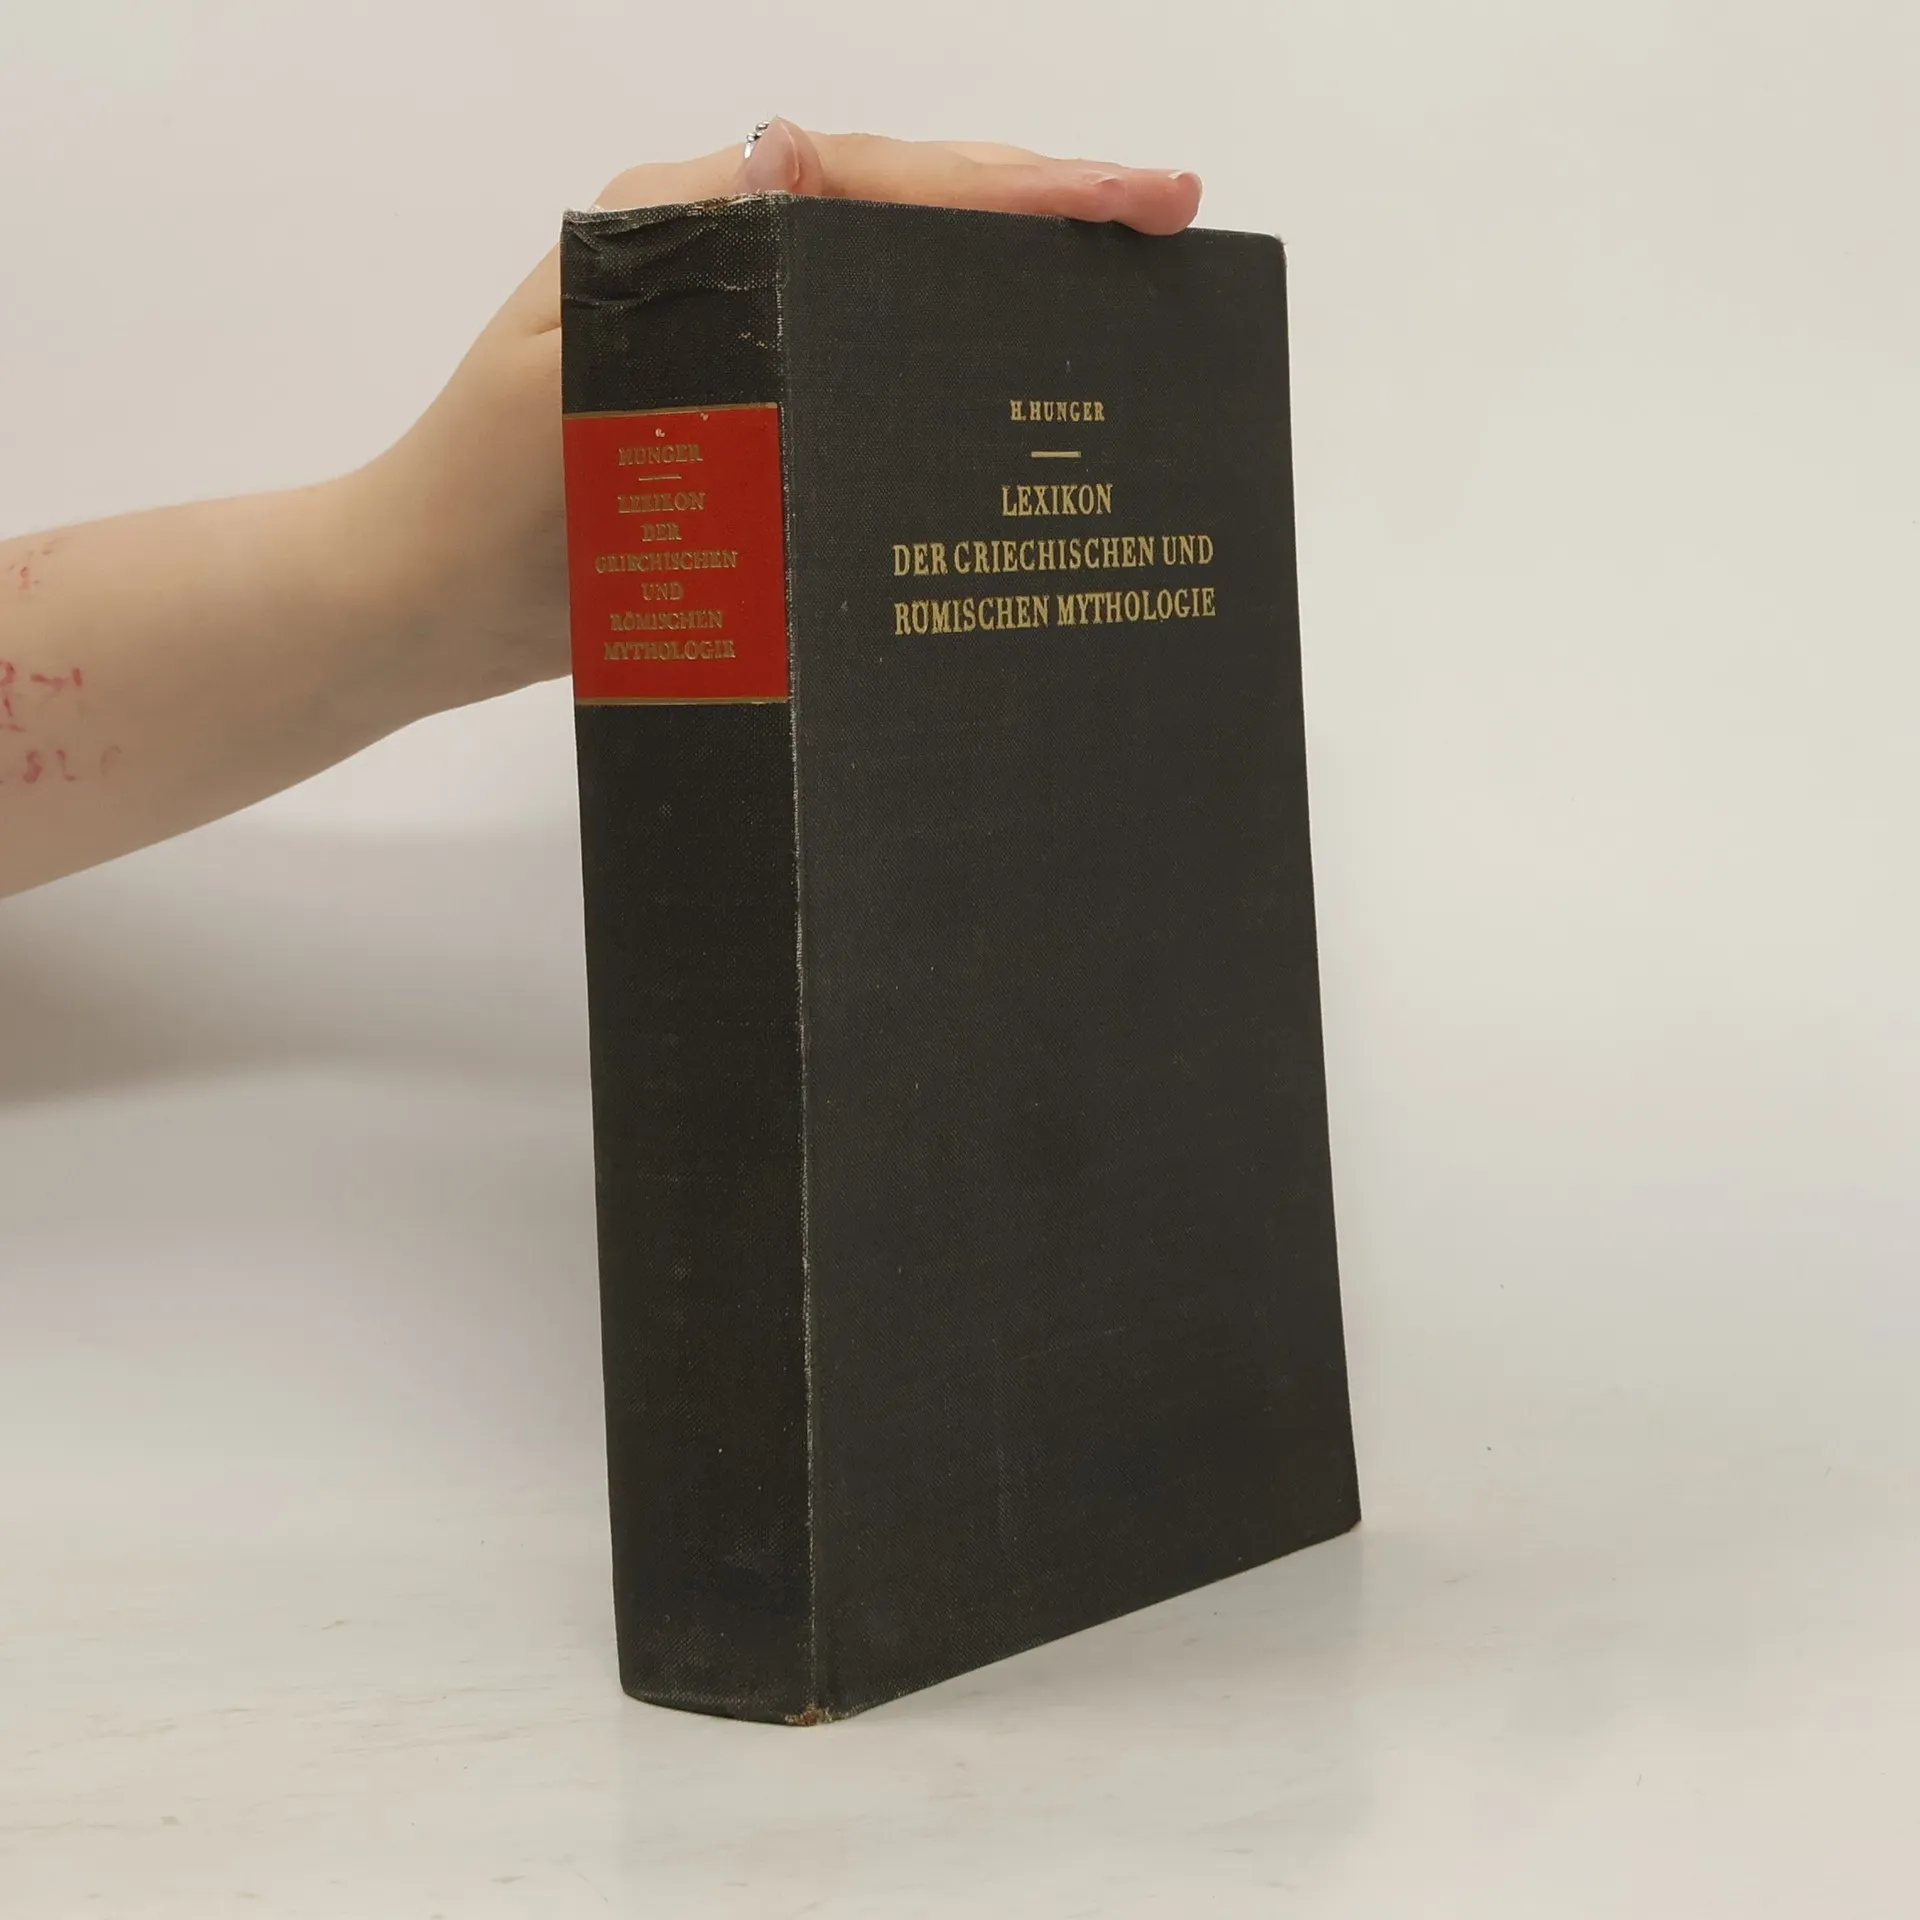 HUNGER
LEXIKON
DER
GRIECHISCHEN
UND
RÖMISCHEN
MYTHOLOGIE
H. HUNGER
LEXIKON
DER GRIECHISCHEN UND
RÖMISCHEN MYTHOLOGIE